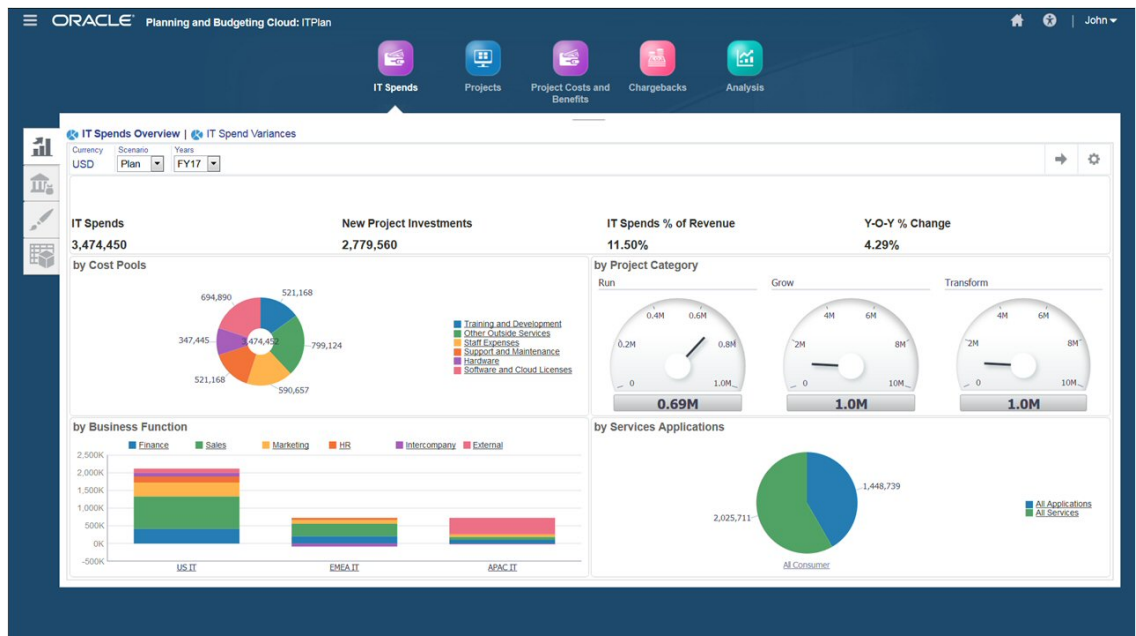 ORACLE Planning and Budgeting Cloud: ITPlan
John
IT Spends
Projects
Project Costs and
Benefits
Chargebacks
Analysis
IT Spends Overview | IT Spend Variances
Currency Scenario Years
USD Plan FY17
IT Spends New Project Investments IT Spends % of Revenue Y-O-Y % Change
3,474,450 2,779,560 11.50% 4.29%
by Cost Pools
694,890
521,168
347,445
3,474,452
799,124
521,168
590,657
Training and Development
Other Outside Services
Staff Expenses
Support and Maintenance
Hardware
Software and Cloud Licenses
by Project Category
Run
0.4M 0.6M
0.2M 0.8M
0 1.0M
0.69M
Grow
4M 6M
2M 8M
0 10M
1.0M
Transform
4M 6M
2M 8M
0 10M
1.0M
by Business Function
Finance Sales Marketing HR Intercompany External
2,500K
2,000K
1,500K
1000K
500K
0K
-500K
US IT EMEA IT APAC IT
by Services Applications
1,448,739
2,025,711
All Consumer
All Applications
All Services